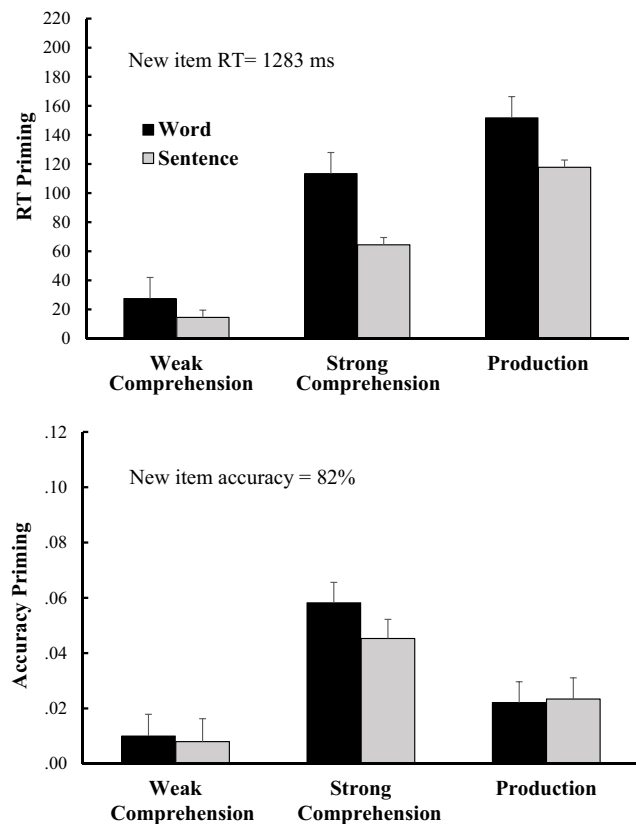 220
200
180
160
140
120
100
80
60
40
20
0
RT Priming
New item RT= 1283 ms
Word
Sentence
Weak
Comprehension
Strong
Comprehension
Production
.12
.10
.08
.06
.04
.02
.00
Accuracy Priming
New item accuracy = 82%
Weak
Comprehension
Strong
Comprehension
Production